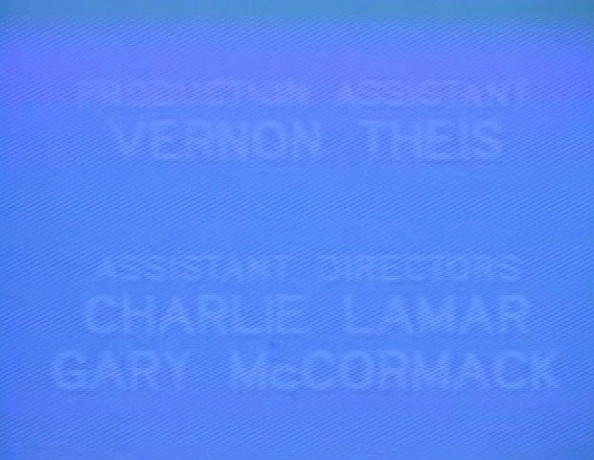 PRODUCTION ASSISTANT
VERNON THEIS
ASSISTANT DIRECTORS
CHARLIE LAMAR
GARY McCORMACK